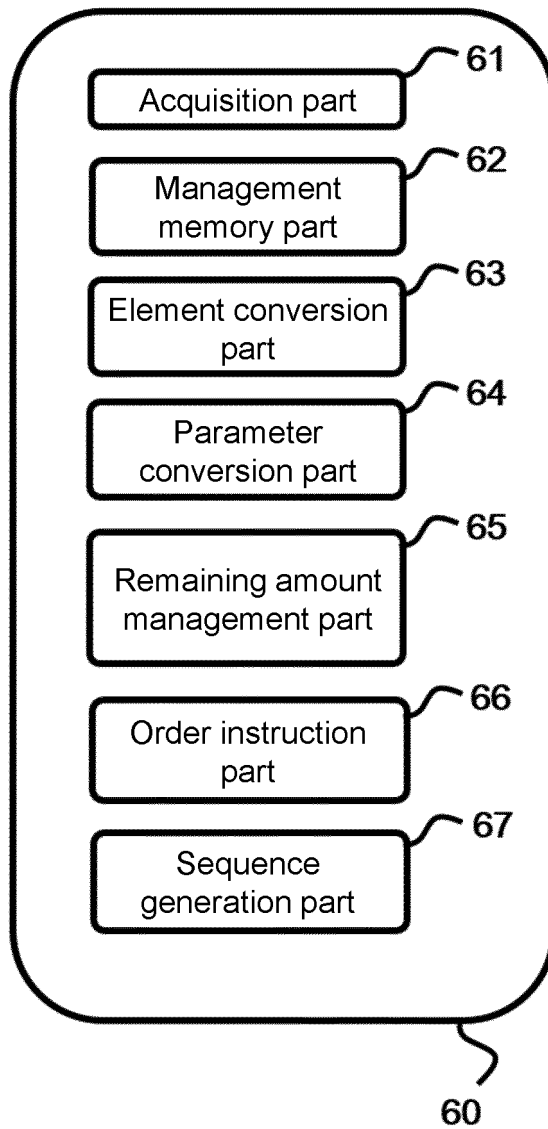 61
Acquisition part
62
Management
memory part
63
Element conversion
part
64
Parameter
conversion part
65
Remaining amount
management part
66
Order instruction
part
67
Sequence
generation part
60